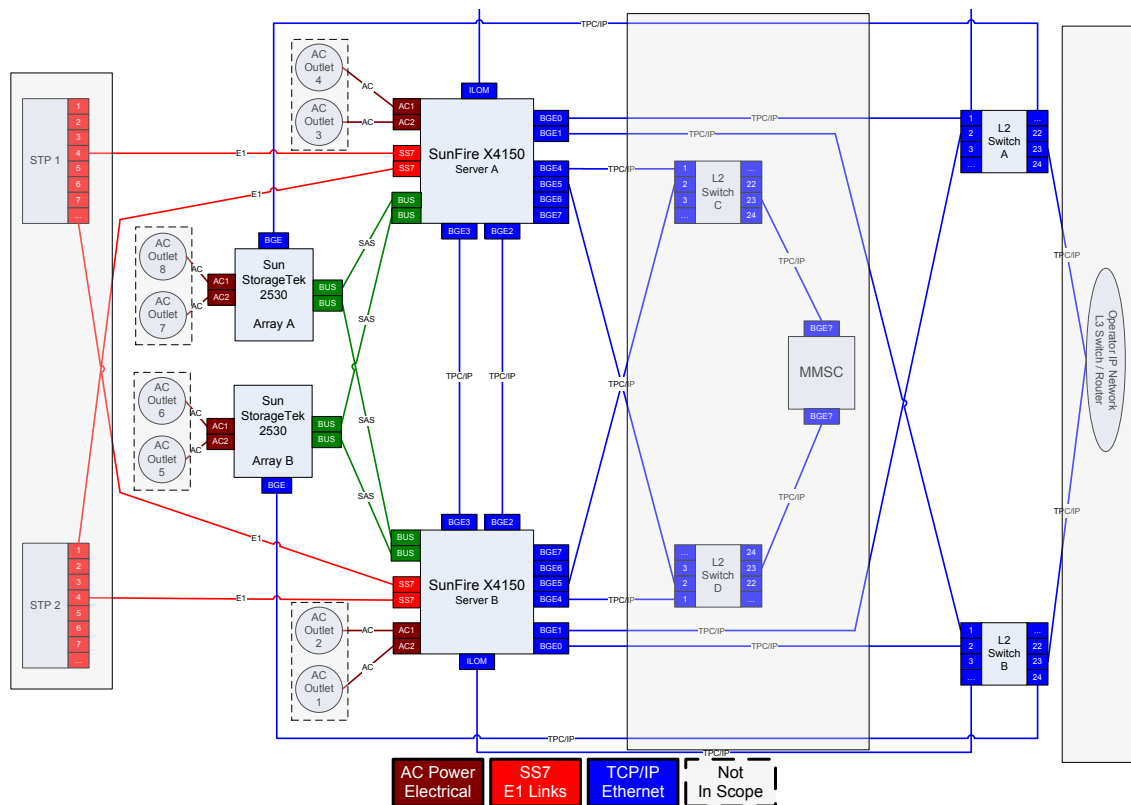 TPC/IP
AC
Outlet
4
AC
Outlet
3
AC
AC
ILOM
AC1
AC2
SS7
SS7
BUS
BUS
SunFire X4150
Server A
BGE0
BGE1
BGE4
BGE5
BGE6
BGE7
BGE3
BGE2
TPC/IP
TPC/IP
TPC/IP
1
2
3
...
L2
Switch
A
...
22
23
24
STP 1
1
2
3
4
5
6
7
...
E1
E1
1
2
3
...
L2
Switch
C
...
22
23
24
TPC/IP
TPC/IP
AC
Outlet
8
AC
Outlet
7
AC
AC
BGE
AC1
AC2
Sun
StorageTek
2530
Array A
BUS
BUS
SAS
SAS
TPC/IP
TPC/IP
TPC/IP
BGE?
MMSC
BGE?
Operator IP Network
L3 Switch / Router
AC
Outlet
6
AC
Outlet
5
AC
AC
AC1
AC2
Sun
StorageTek
2530
Array B
BUS
BUS
BGE
SAS
SAS
TPC/IP
TPC/IP
STP 2
1
2
3
4
5
6
7
...
E1
E1
BGE3
BGE2
BUS
BUS
SS7
SS7
AC1
AC2
SunFire X4150
Server B
BGE7
BGE6
BGE5
BGE4
BGE1
BGE0
ILOM
TPC/IP
TPC/IP
TPC/IP
...
3
2
1
L2
Switch
D
24
23
22
...
AC
Outlet
2
AC
Outlet
1
AC
AC
1
2
3
...
L2
Switch
B
...
22
23
24
TPC/IP
TPC/IP
AC Power
Electrical
SS7
E1 Links
TCP/IP
Ethernet
Not
In Scope